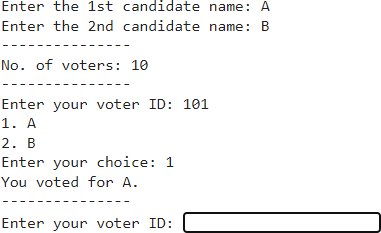 Enter the 1st candidate name: A
Enter the 2nd candidate name: B
---------------
No. of voters: 10
---------------
Enter your voter ID: 101
1. A
2. B
Enter your choice: 1
You voted for A.
---------------
Enter your voter ID: